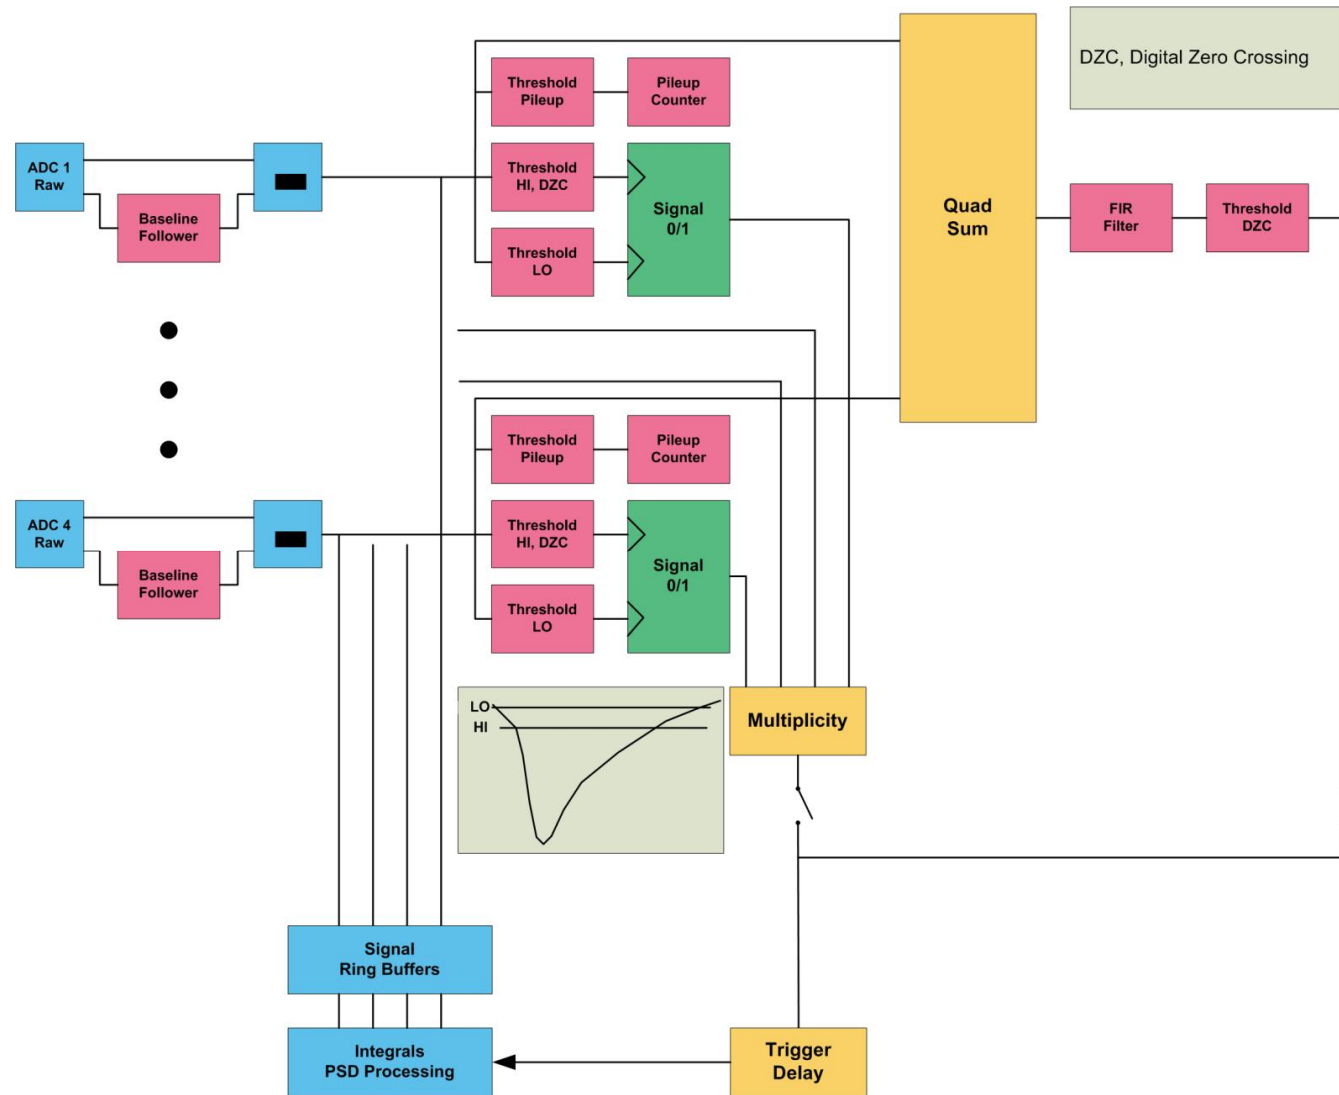 DZC, Digital Zero Crossing
Threshold
Pileup
Pileup
Counter
ADC 1
Raw
Baseline
Follower
Threshold
HI, DZC
Signal
0/1
Threshold
LO
Quad
Sum
FIR
Filter
Threshold
DZC
Threshold
Pileup
Pileup
Counter
ADC 4
Raw
Baseline
Follower
Threshold
HI, DZC
Signal
0/1
Threshold
LO
LO
HI
Multiplicity
Signal
Ring Buffers
Integrals
PSD Processing
Trigger
Delay